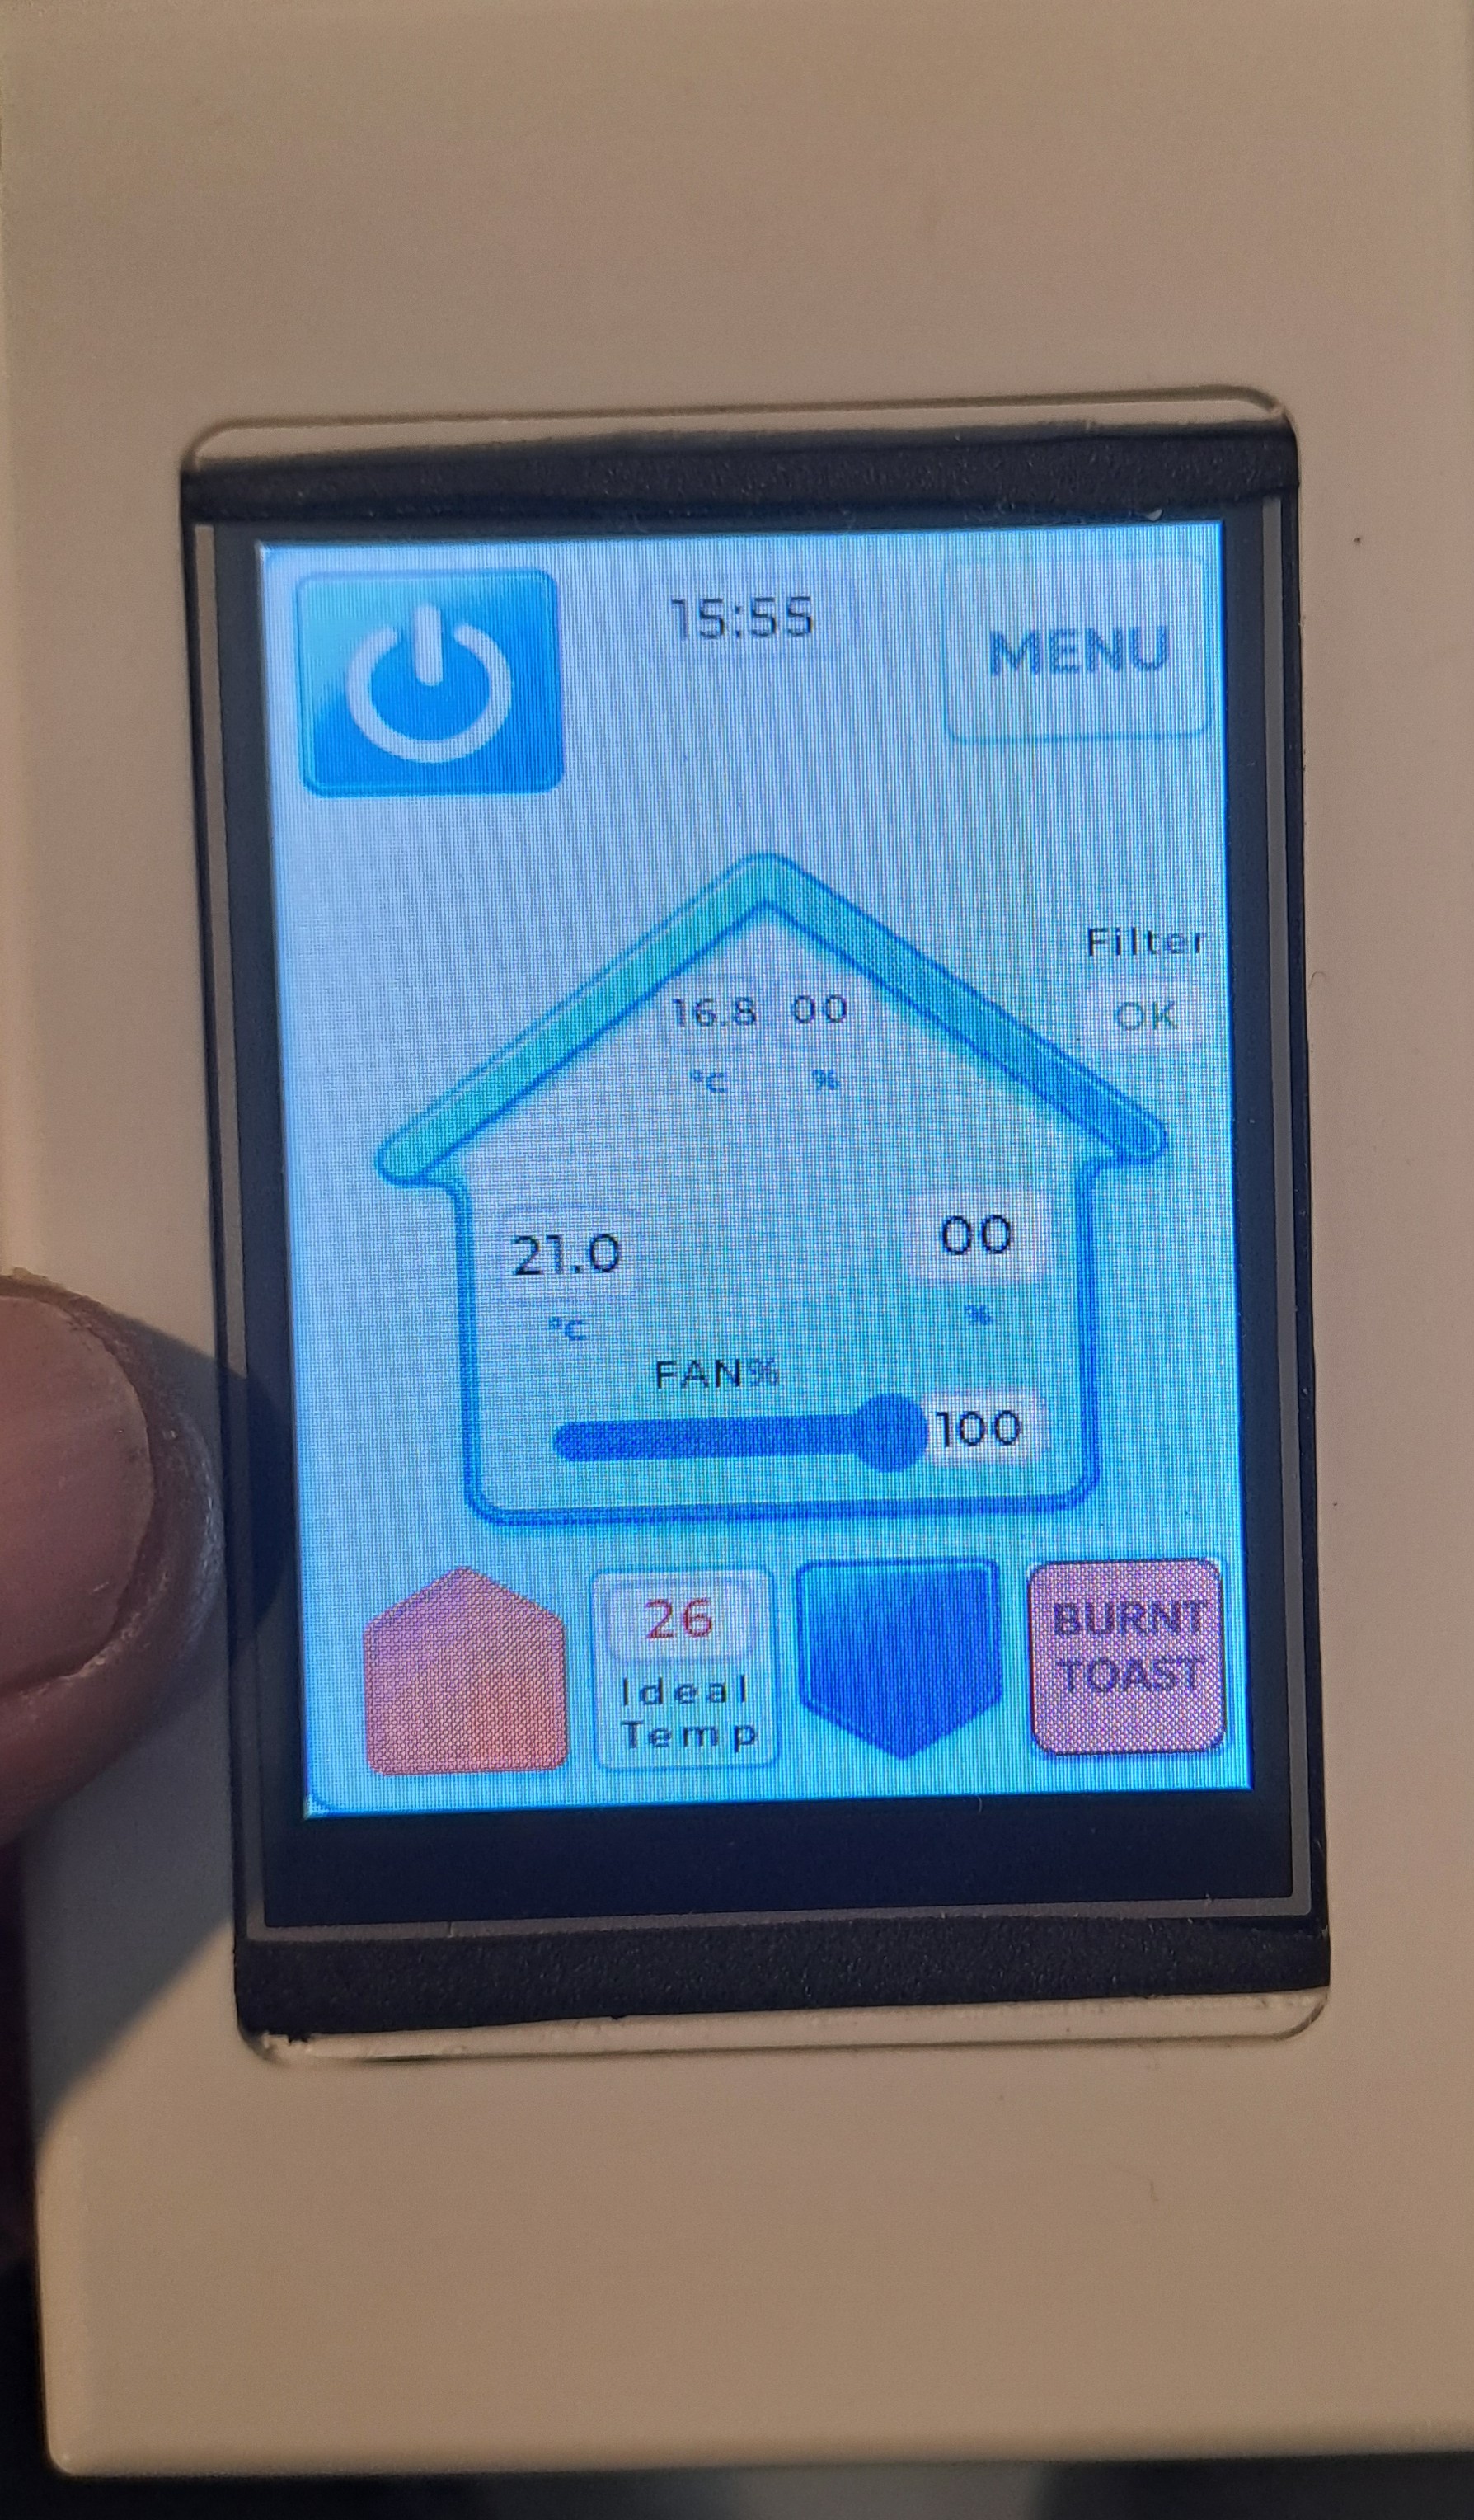 15:55
MENU
Filter
OK
16.8 00
°C %
21.0 00
°C %
FAN%
100
26
Ideal
Temp
BURNT
TOAST